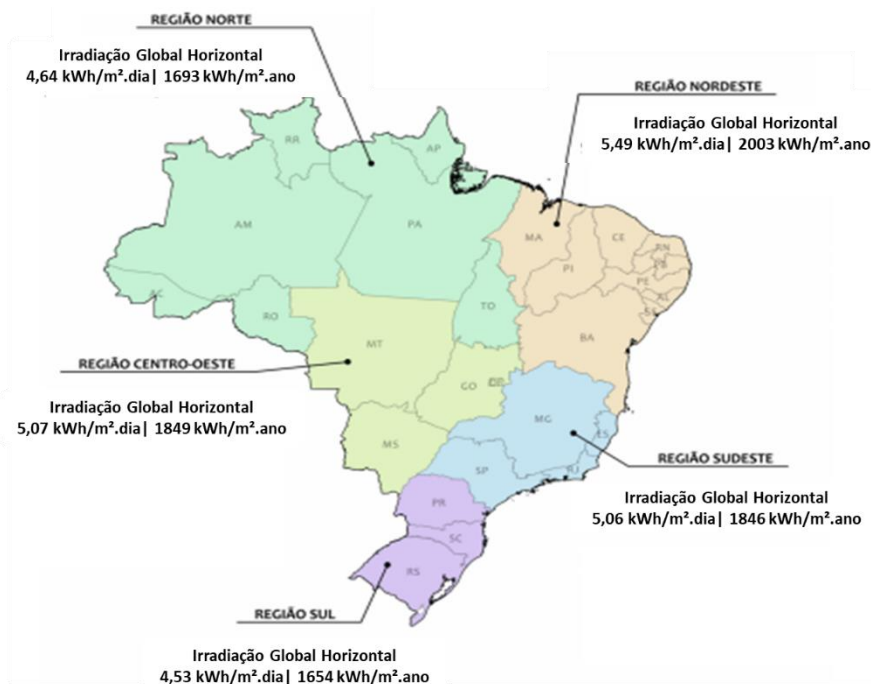 REGIÃO NORTE
Irradiação Global Horizontal
4,64 kWh/m².dia| 1693 kWh/m².ano
REGIÃO NORDESTE
Irradiação Global Horizontal
5,49 kWh/m².dia| 2003 kWh/m².ano
RR
AP
AM
PA
MA
CE
RN
PI
PE
AL
AC
TO
RO
BA
MT
REGIÃO CENTRO-OESTE
GO
Irradiação Global Horizontal
5,07 kWh/m².dia| 1849 kWh/m².ano
MG
ES
MS
REGIÃO SUDESTE
SP
RJ
Irradiação Global Horizontal
5,06 kWh/m².dia| 1846 kWh/m².ano
PR
SC
RS
REGIÃO SUL
Irradiação Global Horizontal
4,53 kWh/m².dia| 1654 kWh/m².ano